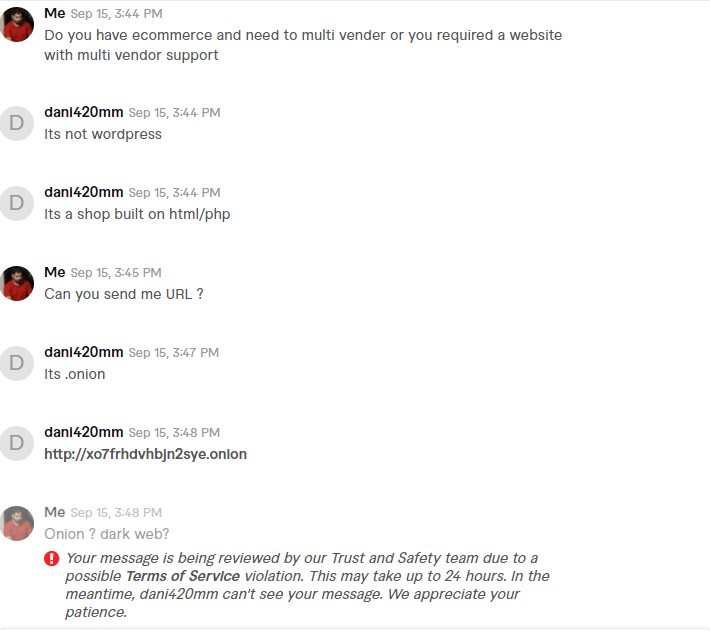 Me Sep 15, 3:44 PM
Do you have ecommerce and need to multi vender or you required a website
with multi vendor support
D
dani420mm Sep 15, 3:44 PM
Its not wordpress
D
dani420mm Sep 15, 3:44 PM
Its a shop built on html/php
Me Sep 15, 3:45 PM
Can you send me URL ?
D
dani420mm Sep 15, 3:47 PM
Its .onion
D
dani420mm Sep 15, 3:48 PM
http://xo7frhdvhbjn2sye.onion
Me Sep 15, 3:48 PM
Onion ? dark web?
Your message is being reviewed by our Trust and Safety team due to a
possible Terms of Service violation. This may take up to 24 hours. In the
meantime, dani420mm can't see your message. We appreciate your
patience.